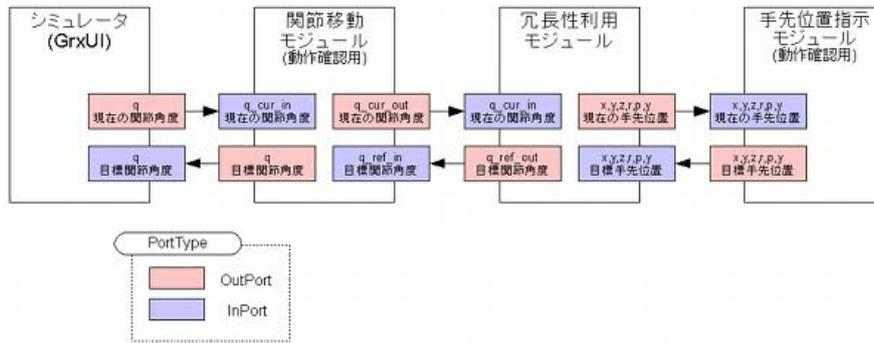 シミュレータ
(GrxUI)
関節移動
モジュール
(動作確認用)
冗長性利用
モジュール
手先位置指示
モジュール
(動作確認用)
q
現在の関節角度
q_cur_in
現在の関節角度
q_cur_out
現在の関節角度
q_cur_in
現在の関節角度
x,y,z,r,p,y
現在の手先位置
x,y,z,r,p,y
現在の手先位置
q
目標関節角度
q
目標関節角度
q_ref_in
目標関節角度
q_ref_out
目標関節角度
x,y,z,r,p,y
目標手先位置
x,y,z,r,p,y
目標手先位置
PortType
OutPort
InPort